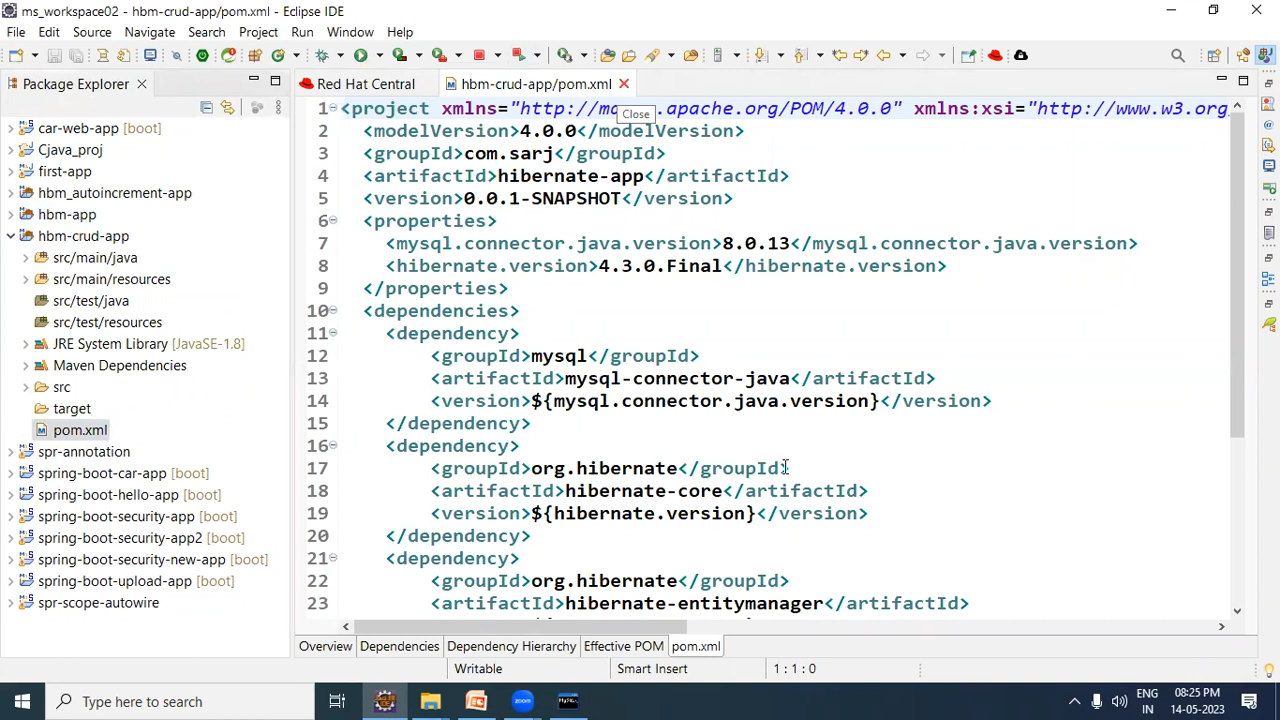 ms_workspace02 - hbm-crud-app/pom.xml - Eclipse IDE
File Edit Source Navigate Search Project Run Window Help
Package Explorer
Red Hat Central
hbm-crud-app/pom.xml
Close
car-web-app [boot]
Cjava_proj
first-app
hbm_autoincrement-app
hbm-app
hbm-crud-app
src/main/java
src/main/resources
src/test/java
src/test/resources
JRE System Library [JavaSE-1.8]
Maven Dependencies
src
target
pom.xml
spr-annotation
spring-boot-car-app [boot]
spring-boot-hello-app [boot]
spring-boot-security-app [boot]
spring-boot-security-app2 [boot]
spring-boot-security-new-app [boot]
spring-boot-upload-app [boot]
spr-scope-autowire
1 <project xmlns="http://ma .apache.org/POM/4.0.0" xmlns:xsi="http://www.w3.org
2 <modelVersion>4.0.0</modelVersion>
3 <groupId>com.sarj</groupId>
4 <artifactId>hibernate-app</artifactId>
5 <version>0.0.1-SNAPSHOT</version>
6 <properties>
7 <mysql.connector.java.version>8.0.13</mysql.connector.java.version>
8 <hibernate.version>4.3.0.Final</hibernate.version>
9 </properties>
10 <dependencies>
11 <dependency>
12 <groupId>mysql</groupId>
13 <artifactId>mysql-connector-java</artifactId>
14 <version>${mysql.connector.java.version}</version>
15 </dependency>
16 <dependency>
17 <groupId>org.hibernate</groupId>
18 <artifactId>hibernate-core</artifactId>
19 <version>${hibernate.version}</version>
20 </dependency>
21 <dependency>
22 <groupId>org.hibernate</groupId>
23 <artifactId>hibernate-entitymanager</artifactId>
Overview Dependencies Dependency Hierarchy Effective POM pom.xml
Writable Smart Insert 1 : 1 : 0
Type here to search
zoom
ENG
IN
08:25 PM
14-05-2023